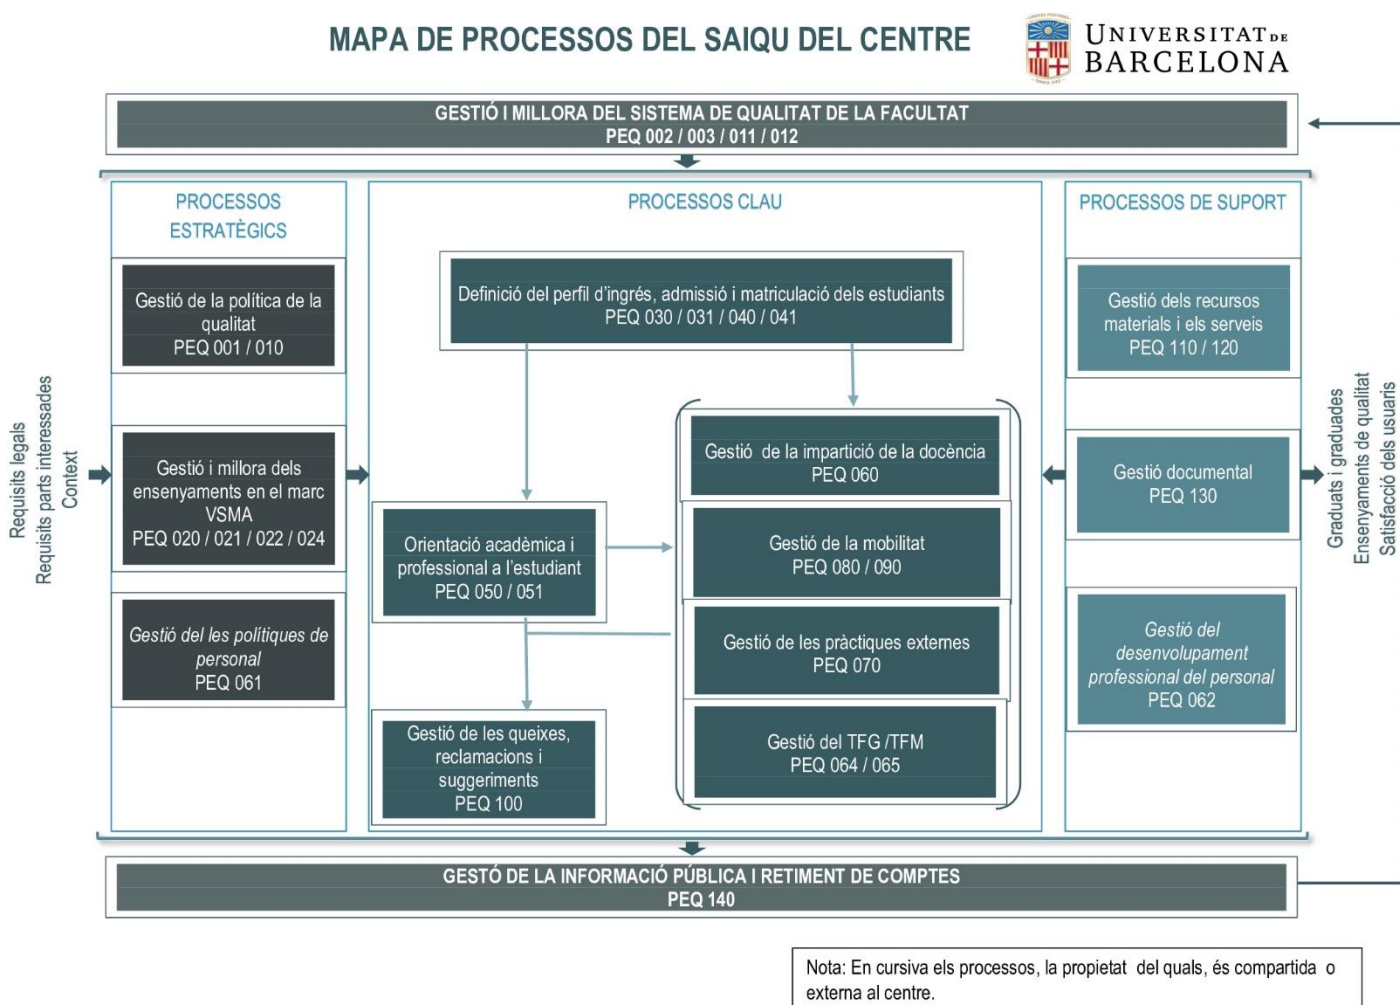 MAPA DE PROCESSOS DEL SAIQU DEL CENTRE
UNIVERSITAT DE
BARCELONA
GESTIÓ I MILLORA DEL SISTEMA DE QUALITAT DE LA FACULTAT
PEQ 002 / 003 / 011 / 012
PROCESSOS
ESTRATÈGICS
Gestió de la política de la
qualitat
PEQ 001 / 010
Gestió i millora dels
ensenyaments en el marc
VSMA
PEQ 020 / 021 / 022 / 024
Gestió del les polítiques de
personal
PEQ 061
Requisits legals
Requisits parts interessades
Context
PROCESSOS CLAU
Definició del perfil d'ingrés, admissió i matriculació dels estudiants
PEQ 030 / 031 / 040 / 041
Orientació acadèmica i
professional a l'estudiant
PEQ 050 / 051
Gestió de les queixes,
reclamacions i
suggeriments
PEQ 100
Gestió de la impartició de la docència
PEQ 060
Gestió de la mobilitat
PEQ 080 / 090
Gestió de les pràctiques externes
PEQ 070
Gestió del TFG /TFM
PEQ 064 / 065
PROCESSOS DE SUPORT
Gestió dels recursos
materials i els serveis
PEQ 110 / 120
Gestió documental
PEQ 130
Gestió del
desenvolupament
professional del personal
PEQ 062
Graduats i graduades
Ensenyaments de qualitat
Satisfacció dels usuaris
GESTÓ DE LA INFORMACIÓ PÚBLICA I RETIMENT DE COMPTES
PEQ 140
Nota: En cursiva els processos, la propietat del quals, és compartida o
externa al centre.